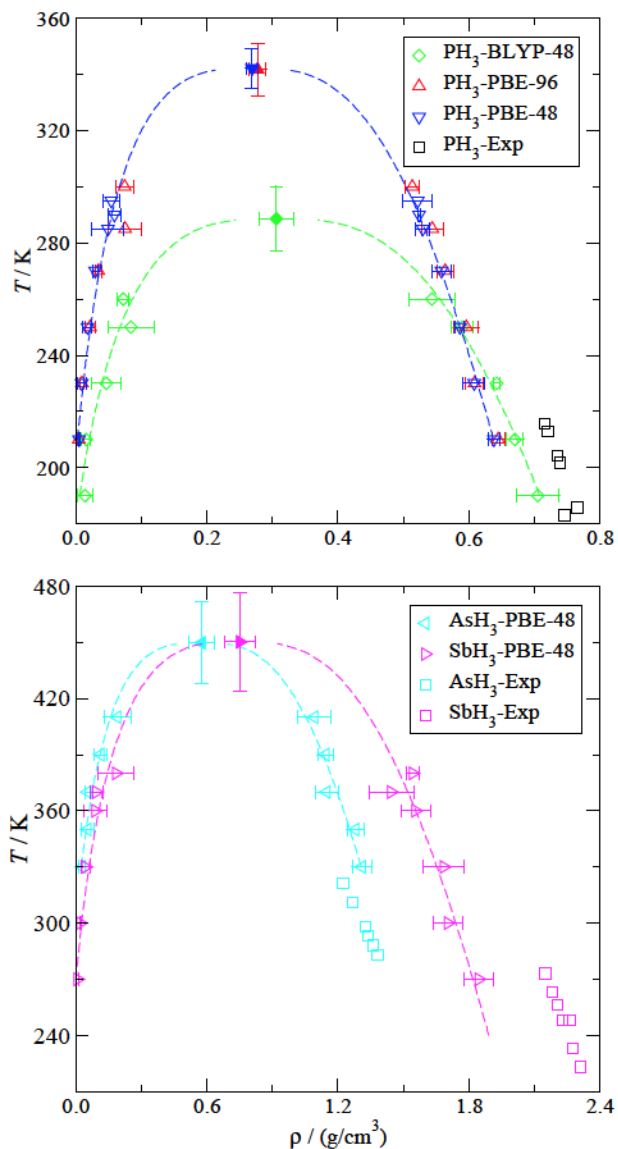 360
320
280
240
200
T / K
PH₃-BLYP-48
PH₃-PBE-96
PH₃-PBE-48
PH₃-Exp
0.0 0.2 0.4 0.6 0.8
480
420
360
300
240
T / K
AsH₃-PBE-48
SbH₃-PBE-48
AsH₃-Exp
SbH₃-Exp
0.0 0.6 1.2 1.8 2.4
ρ / (g/cm³)